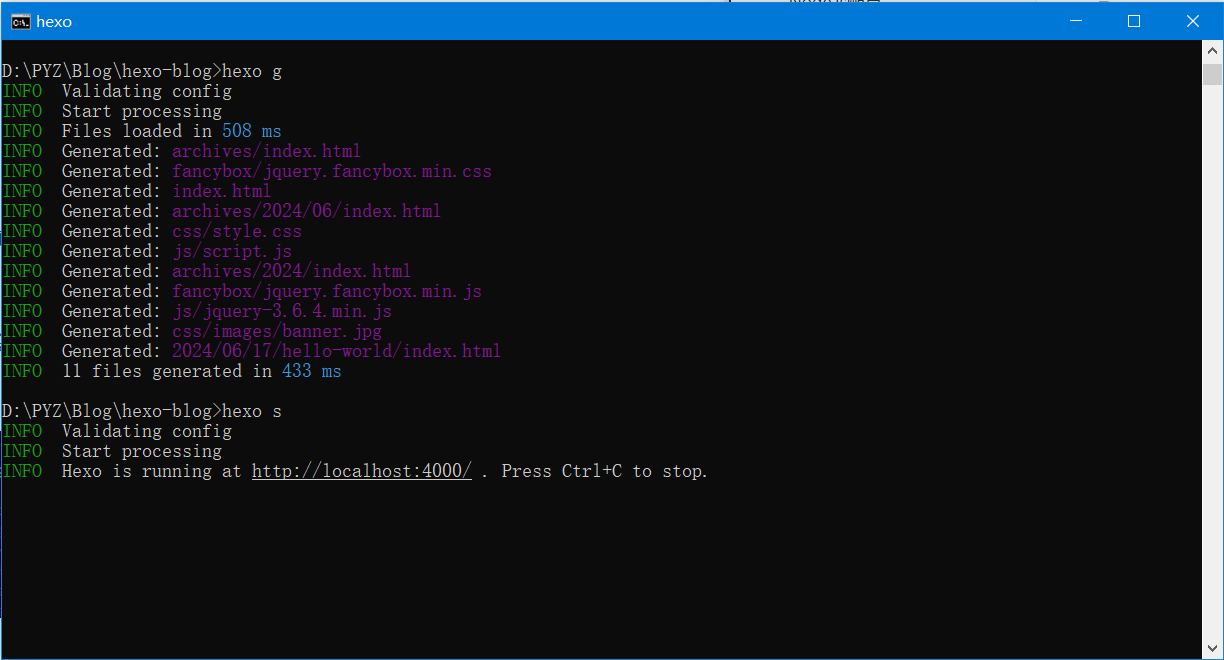 hexo
D:\PYZ\Blog\hexo-blog>hexo g
INFO  Validating config
INFO  Start processing
INFO  Files loaded in 508 ms
INFO  Generated: archives/index.html
INFO  Generated: fancybox/jquery.fancybox.min.css
INFO  Generated: index.html
INFO  Generated: archives/2024/06/index.html
INFO  Generated: css/style.css
INFO  Generated: js/script.js
INFO  Generated: archives/2024/index.html
INFO  Generated: fancybox/jquery.fancybox.min.js
INFO  Generated: js/jquery-3.6.4.min.js
INFO  Generated: css/images/banner.jpg
INFO  Generated: 2024/06/17/hello-world/index.html
INFO  11 files generated in 433 ms
D:\PYZ\Blog\hexo-blog>hexo s
INFO  Validating config
INFO  Start processing
INFO  Hexo is running at http://localhost:4000/ . Press Ctrl+C to stop.